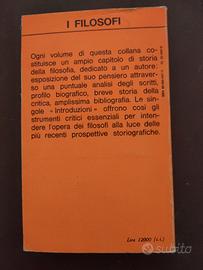 I FILOSOFI
Ogni volume di questa collana co-
stituisce un ampio capitolo di storia
della filosofia, dedicato a un autore:
esposizione del suo pensiero attraver-
so una puntuale analisi degli scritti,
profilo biografico, breve storia della
critica, amplissima bibliografia. Le sin-
gole «Introduzioni» offrono così gli
strumenti critici essenziali per inten-
dere l'opera dei filosofi alla luce delle
più recenti prospettive storiografiche.
Lire 12000 (i.i.)
subito